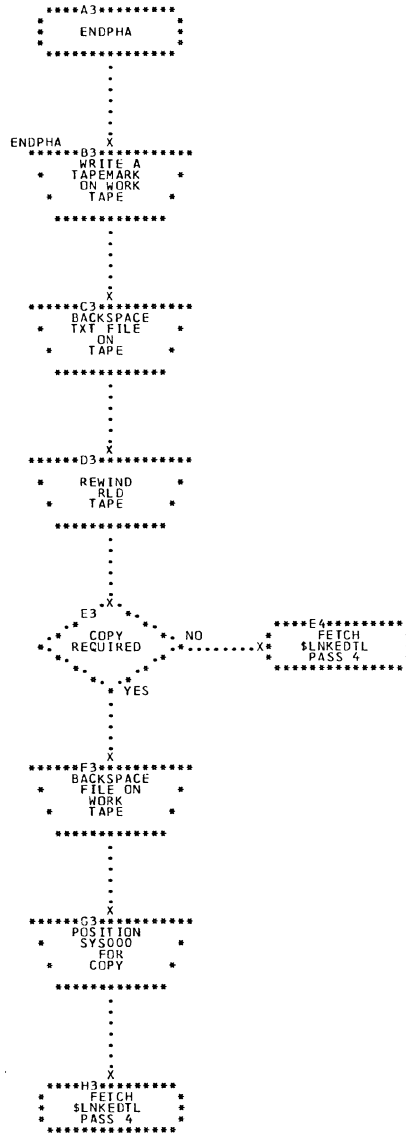 A3
ENDPHA
ENDPHA
X
B3
WRITE A
TAPEMARK
ON WORK
TAPE
X
C3
BACKSPACE
TXT FILE
ON
TAPE
X
D3
REWIND
RLD
TAPE
X
E3
COPY
REQUIRED
NO
X
E4
FETCH
$LNKEDTL
PASS 4
YES
X
F3
BACKSPACE
FILE ON
WORK
TAPE
X
G3
POSITION
SYS000
FOR
COPY
X
H3
FETCH
$LNKEDTL
PASS 4